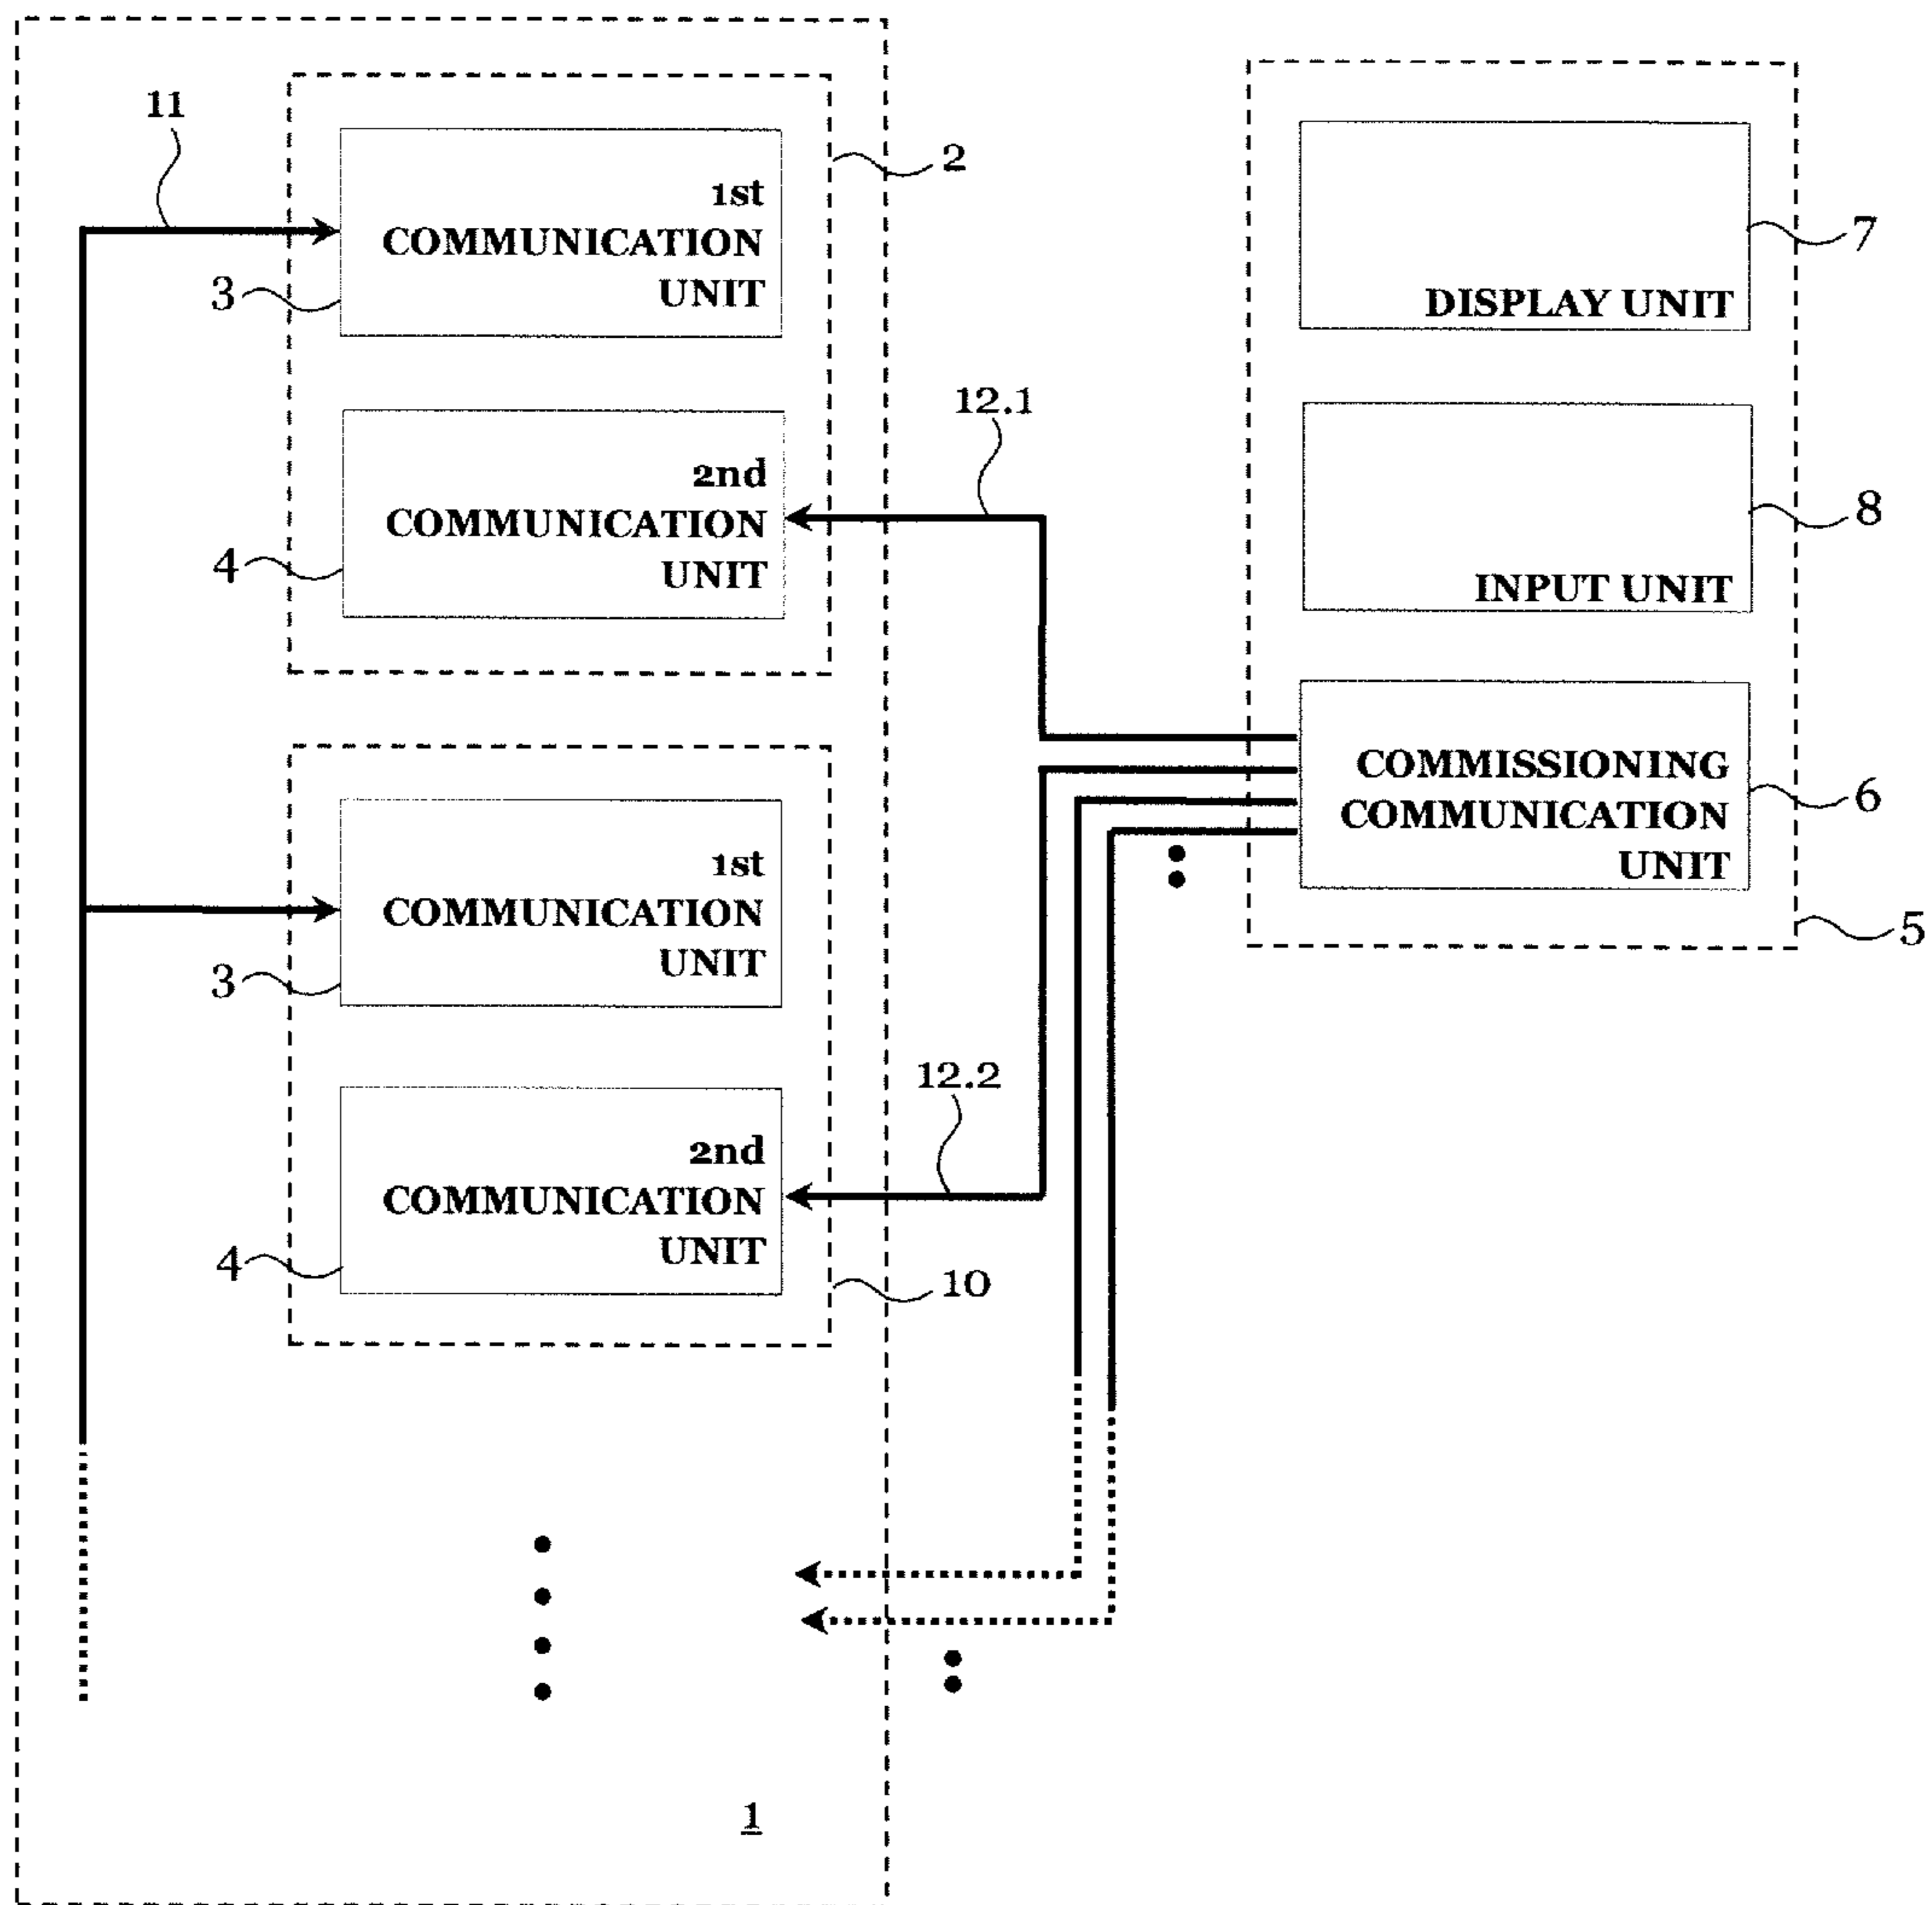 11
1st
COMMUNICATION
UNIT
2
3
2nd
COMMUNICATION
UNIT
4
12.1
1st
COMMUNICATION
UNIT
3
2nd
COMMUNICATION
UNIT
4
12.2
10
1
DISPLAY UNIT
7
INPUT UNIT
8
COMMISSIONING
COMMUNICATION
UNIT
6
5